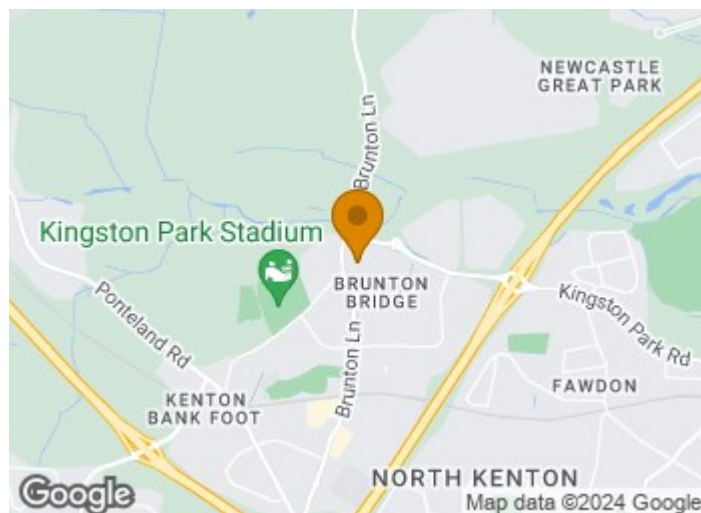 NEWCASTLE
GREAT PARK
Brunton Ln
Kingston Park Stadium
BRUNTON
BRIDGE
Ponteland Rd
Kingston Park Rd
Brunton Ln
FAWDON
KENTON
BANK FOOT
NORTH KENTON
Google
Map data ©2024 Google